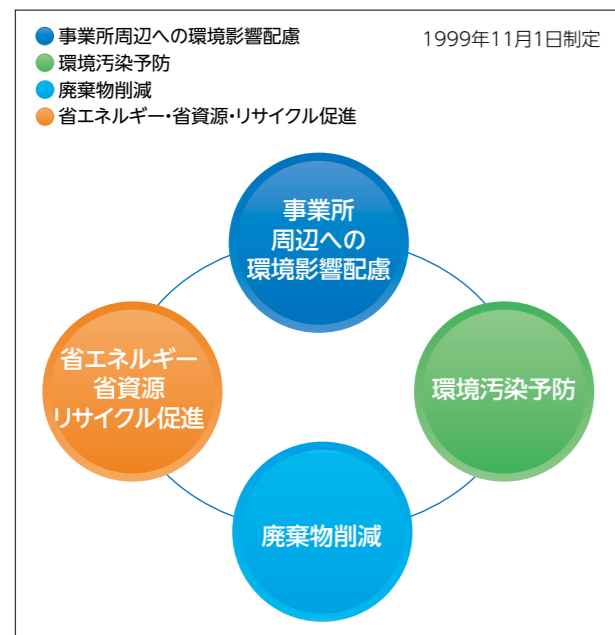 事業所周辺への環境影響配慮
1999年11月1日制定
環境汚染予防
廃棄物削減
省エネルギー・省資源・リサイクル促進
事業所
周辺への
環境影響配慮
省エネルギー
省資源
リサイクル促進
環境汚染予防
廃棄物削減